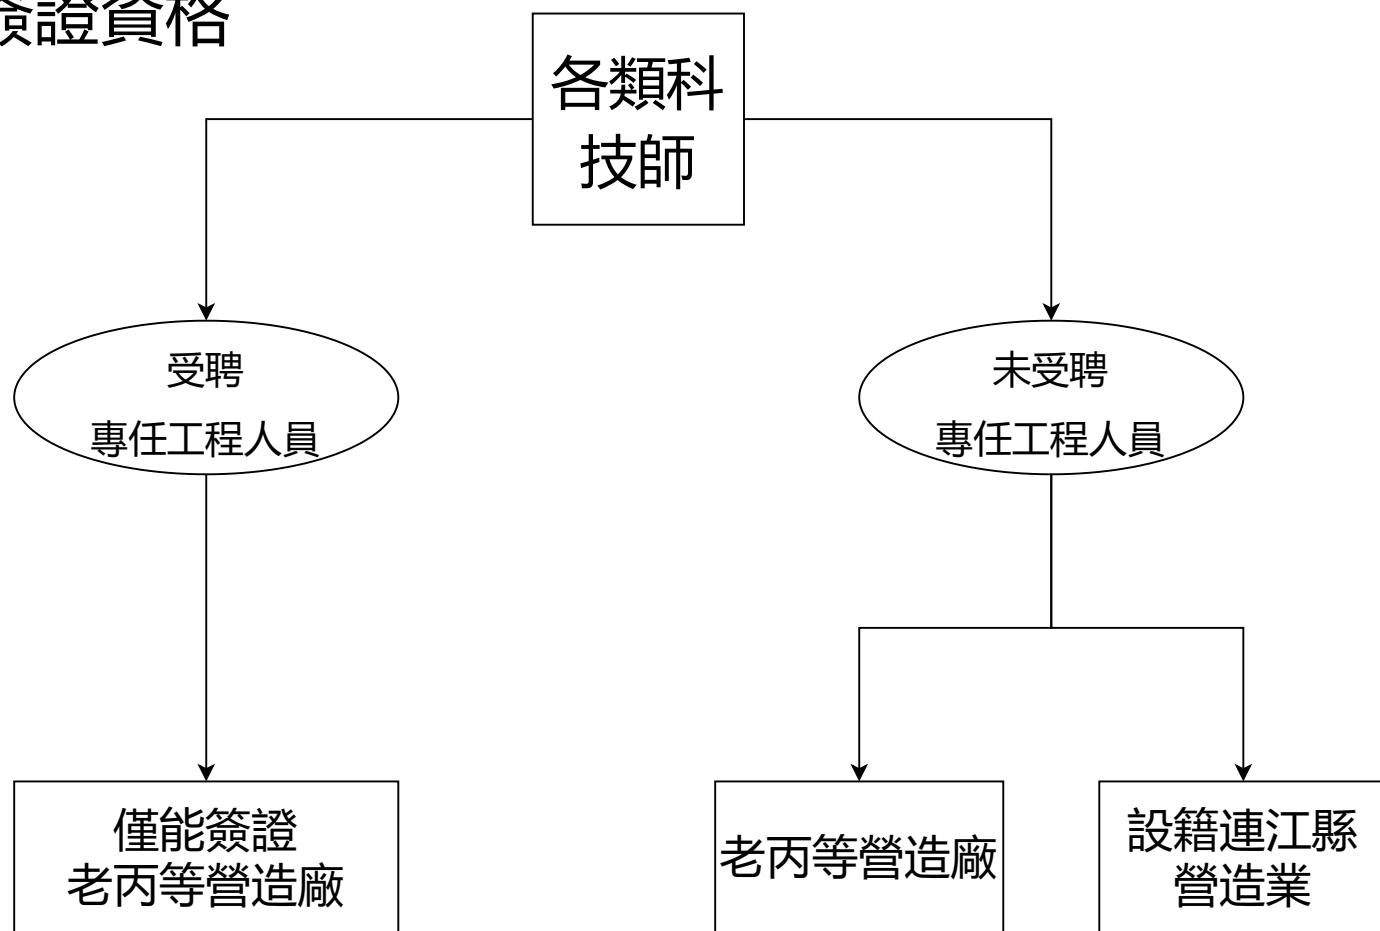 簽證資格
各類科
技師
受聘
專任工程人員
未受聘
專任工程人員
僅能簽證
老丙等營造廠
老丙等營造廠
設籍連江縣
營造業